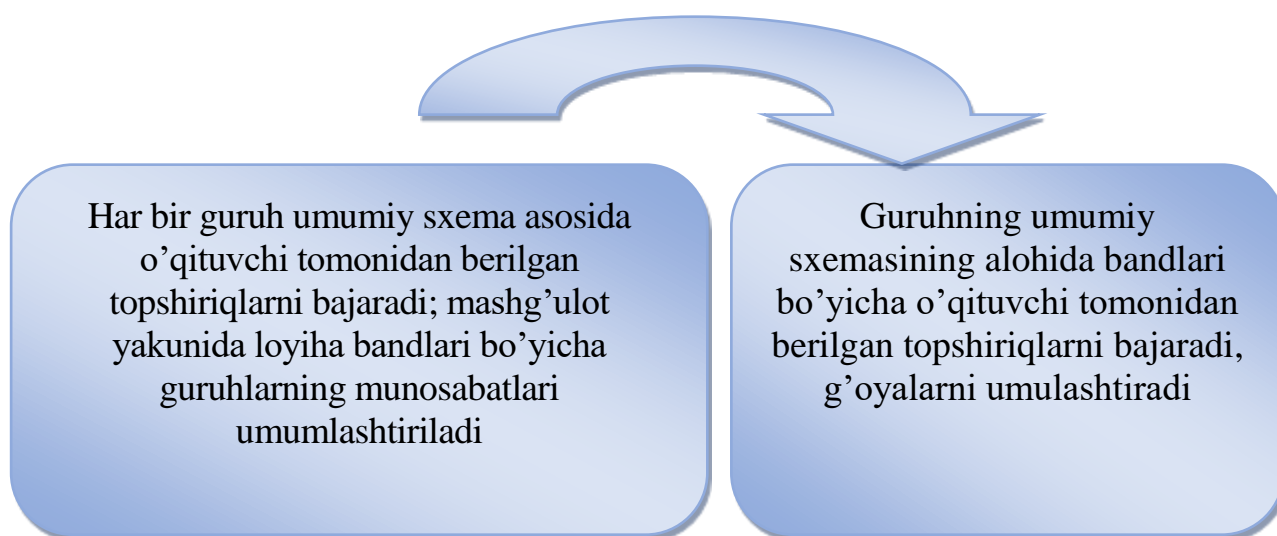 Har bir guruh umumiy sxema asosida
o’qituvchi tomonidan berilgan
topshiriqlarni bajaradi; mashg’ulot
yakunida loyiha bandlari bo’yicha
guruhlarning munosabatlari
umumlashtiriladi
Guruhning umumiy
sxemasining alohida bandlari
bo’yicha o’qituvchi tomonidan
berilgan topshiriqlarni bajaradi,
g’oyalarni umulashtiradi